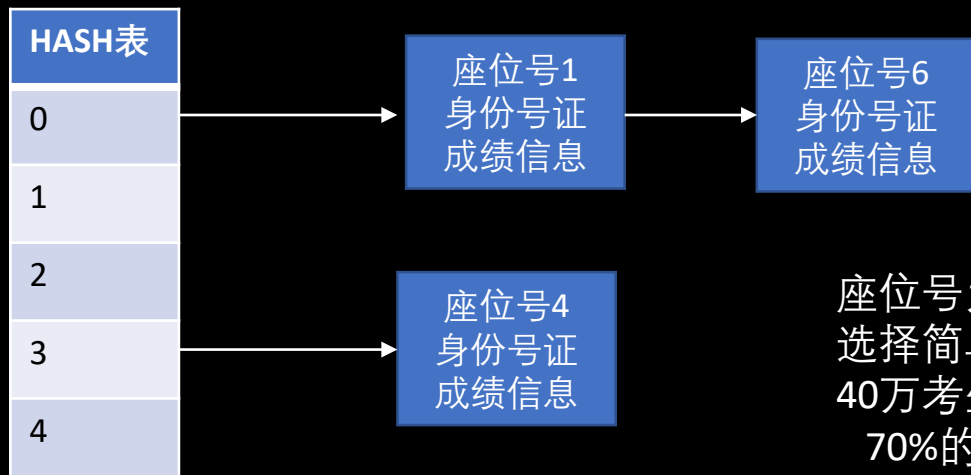 HASH表
0
1
2
3
4
座位号1
身份号证
成绩信息
座位号6
身份号证
成绩信息
座位号4
身份号证
成绩信息
座位号
选择简
40万考
70%的